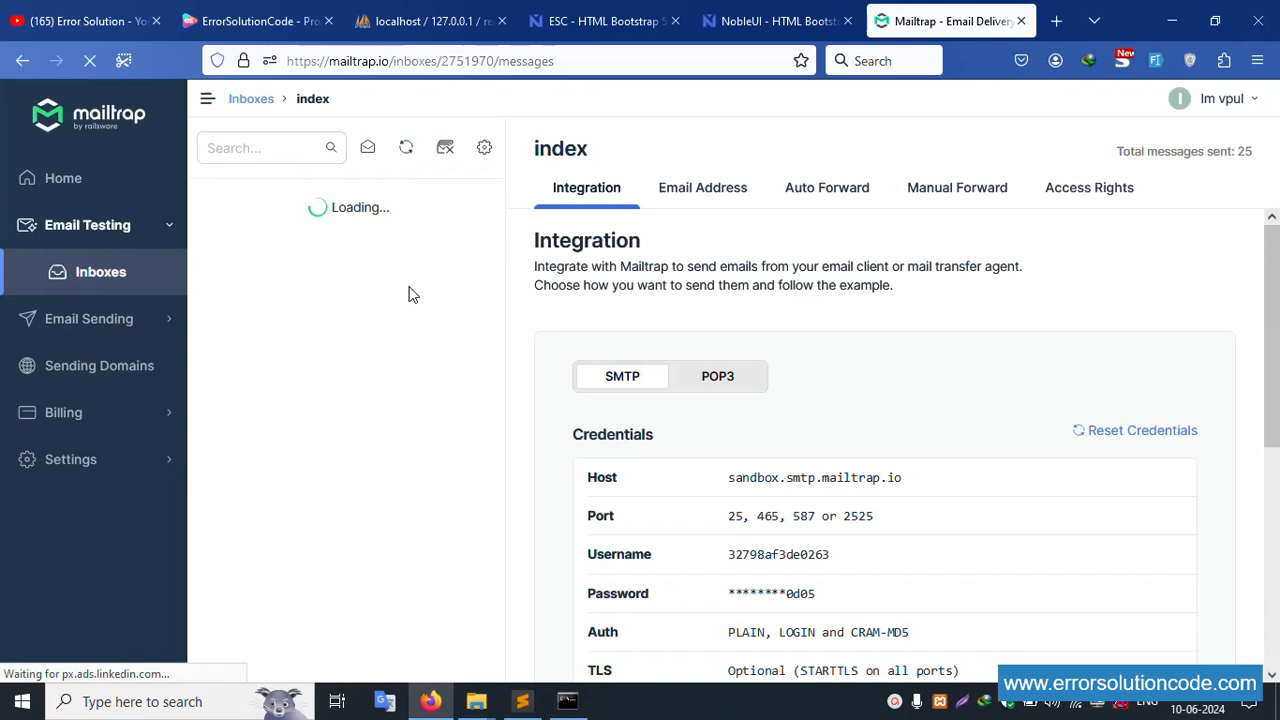 (165) Error Solution - Yo
ErrorSolutionCode - Pro
localhost / 127.0.0.1 / re
ESC - HTML Bootstrap 5
NobleUI - HTML Bootst
Mailtrap - Email Delivery
https://mailtrap.io/inboxes/2751970/messages
Search
New
mailtrap
by railsware
Inboxes > index
Im vpul
Search...
index
Total messages sent: 25
Home
Email Testing
Inboxes
Email Sending
Sending Domains
Billing
Settings
Loading...
Integration
Email Address
Auto Forward
Manual Forward
Access Rights
Integration
Integrate with Mailtrap to send emails from your email client or mail transfer agent.
Choose how you want to send them and follow the example.
SMTP
POP3
Credentials
Reset Credentials
Host sandbox.smtp.mailtrap.io
Port 25, 465, 587 or 2525
Username 32798af3de0263
Password ********0d05
Auth PLAIN, LOGIN and CRAM-MD5
TLS Optional (STARTTLS on all ports)
Waiting for px.ads.linkedin.com...
www.errorsolutioncode.com
Type here to search
10-06-2024